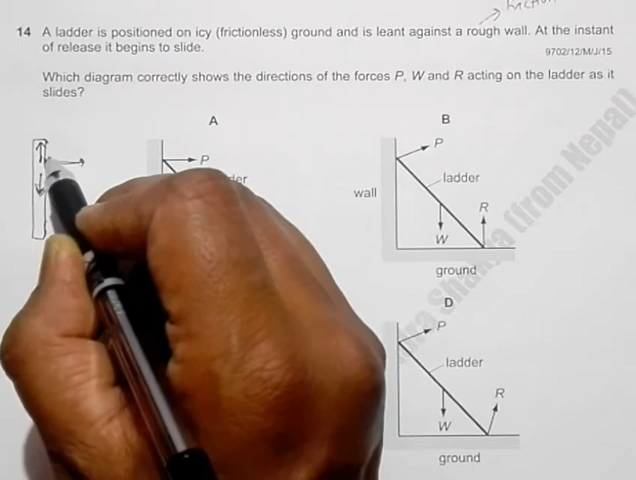 14 A ladder is positioned on icy (frictionless) ground and is leant against a rough wall. At the instant
of release it begins to slide.
9702/12/M/J/15
Which diagram correctly shows the directions of the forces P, W and R acting on the ladder as it
slides?
A
B
P
P
wall
ladder
R
W
ground
D
P
ladder
R
W
ground
(from Nepal)